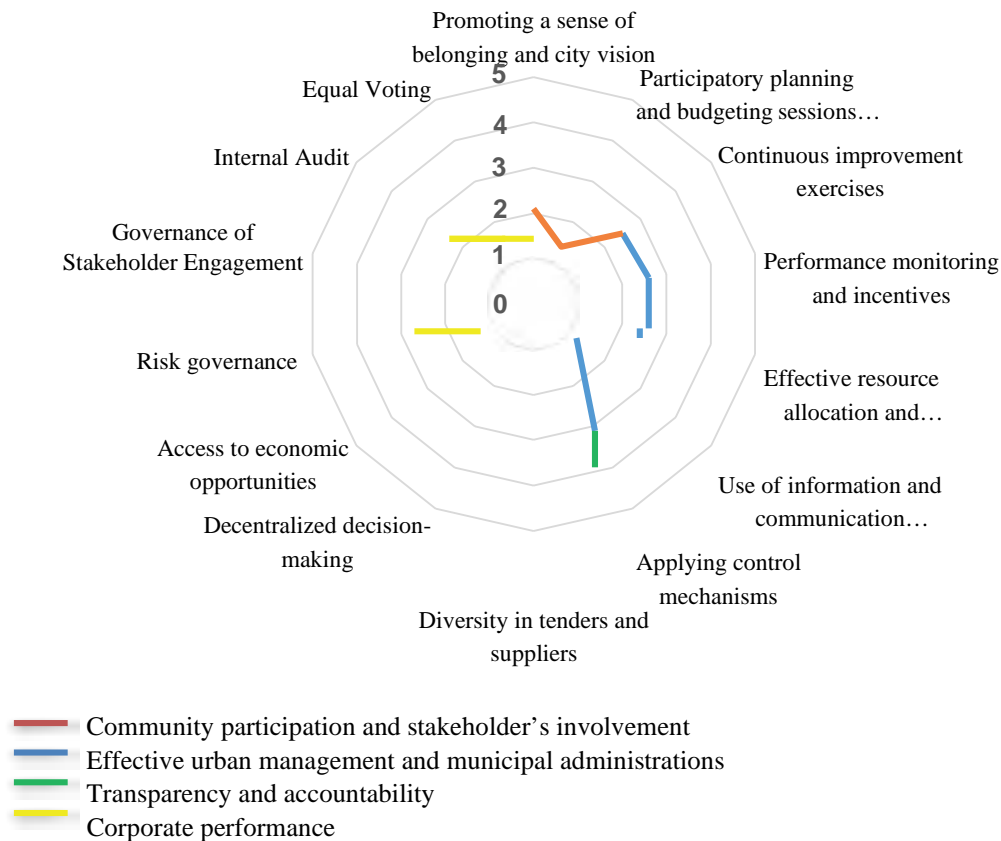 Promoting a sense of
belonging and city vision
Participatory planning
and budgeting sessions…
Continuous improvement
exercises
Performance monitoring
and incentives
Effective resource
allocation and…
Use of information and
communication…
Applying control
mechanisms
Diversity in tenders and
suppliers
Decentralized decision-
making
Access to economic
opportunities
Risk governance
Governance of
Stakeholder Engagement
Internal Audit
Equal Voting
5
4
3
2
1
0
Community participation and stakeholder’s involvement
Effective urban management and municipal administrations
Transparency and accountability
Corporate performance